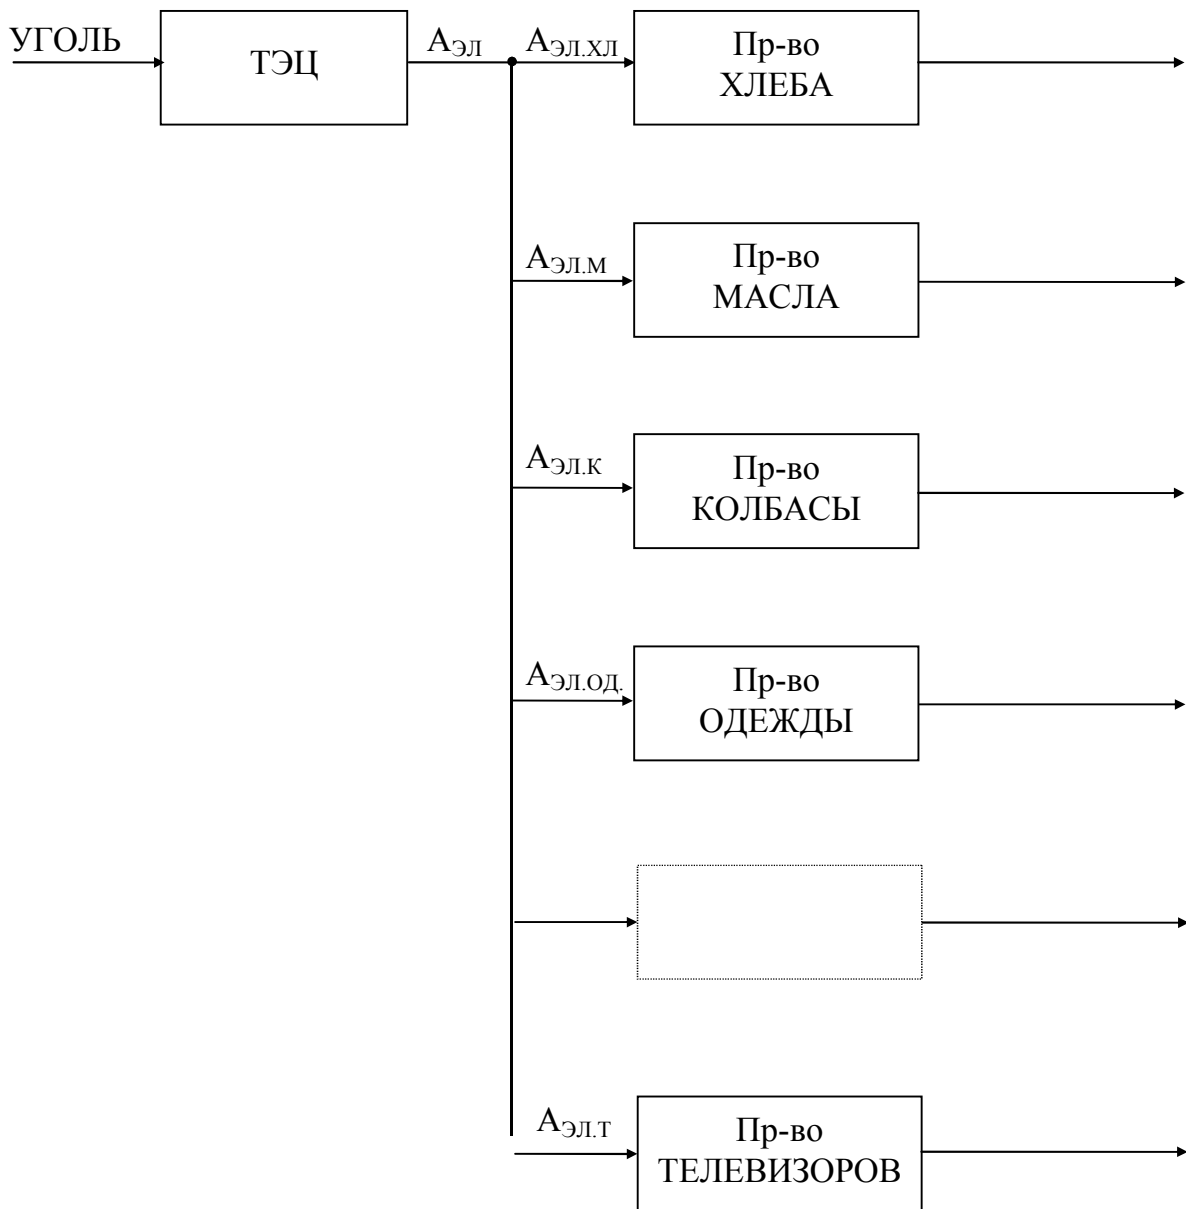 УГОЛЬ
ТЭЦ
АЭЛ
АЭЛ.ХЛ
Пр-во
ХЛЕБА
АЭЛ.М
Пр-во
МАСЛА
АЭЛ.К
Пр-во
КОЛБАСЫ
АЭЛ.ОД.
Пр-во
ОДЕЖДЫ
АЭЛ.Т
Пр-во
ТЕЛЕВИЗОРОВ